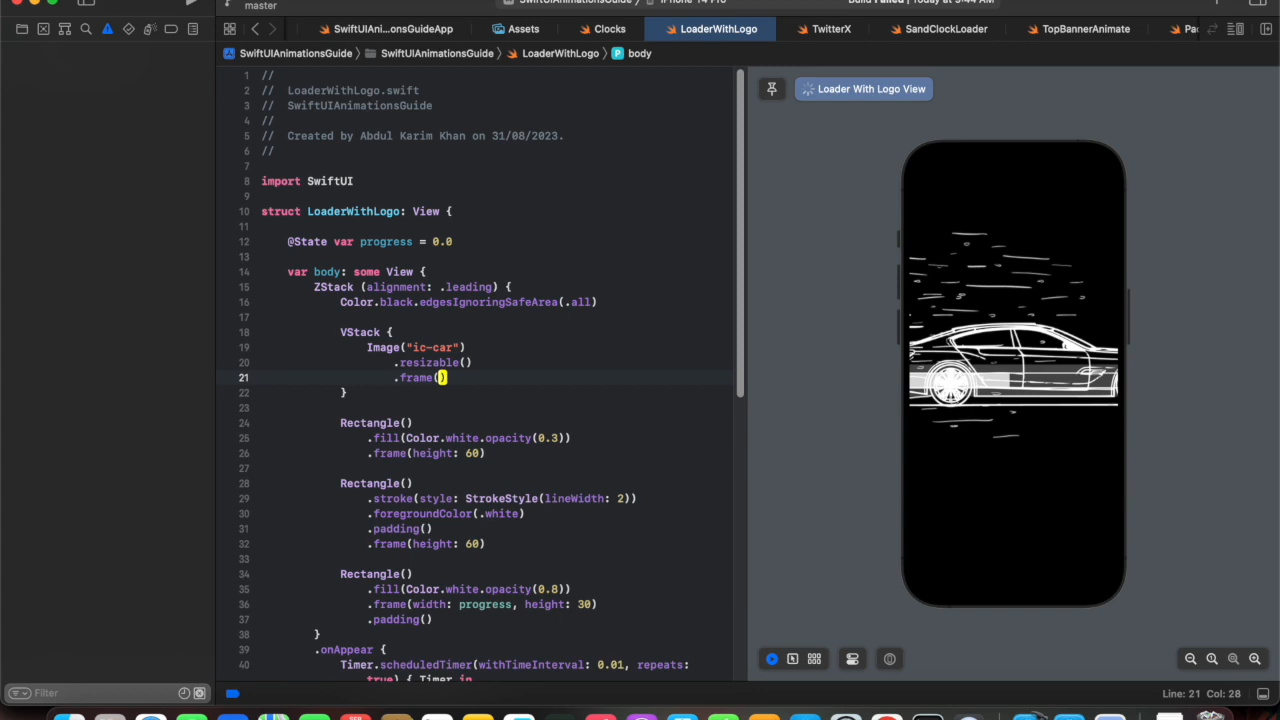 master
SwiftUIAni...onsGuideApp
Assets
Clocks
LoaderWithLogo
TwitterX
SandClockLoader
TopBannerAnimate
SwiftUIAnimationsGuide
SwiftUIAnimationsGuide
LoaderWithLogo
body
1 //
2 // LoaderWithLogo.swift
3 // SwiftUIAnimationsGuide
4 //
5 // Created by Abdul Karim Khan on 31/08/2023.
6 //
7
8 import SwiftUI
9
10 struct LoaderWithLogo: View {
11
12 @State var progress = 0.0
13
14 var body: some View {
15 ZStack (alignment: .leading) {
16 Color.black.edgesIgnoringSafeArea(.all)
17
18 VStack {
19 Image("ic-car")
20 .resizable()
21 .frame()
22 }
23
24 Rectangle()
25 .fill(Color.white.opacity(0.3))
26 .frame(height: 60)
27
28 Rectangle()
29 .stroke(style: StrokeStyle(lineWidth: 2))
30 .foregroundColor(.white)
31 .padding()
32 .frame(height: 60)
33
34 Rectangle()
35 .fill(Color.white.opacity(0.8))
36 .frame(width: progress, height: 30)
37 .padding()
38 }
39 .onAppear {
40 Timer.scheduledTimer(withTimeInterval: 0.01, repeats:
true) { Timer in
Loader With Logo View
Filter
Line: 21 Col: 28